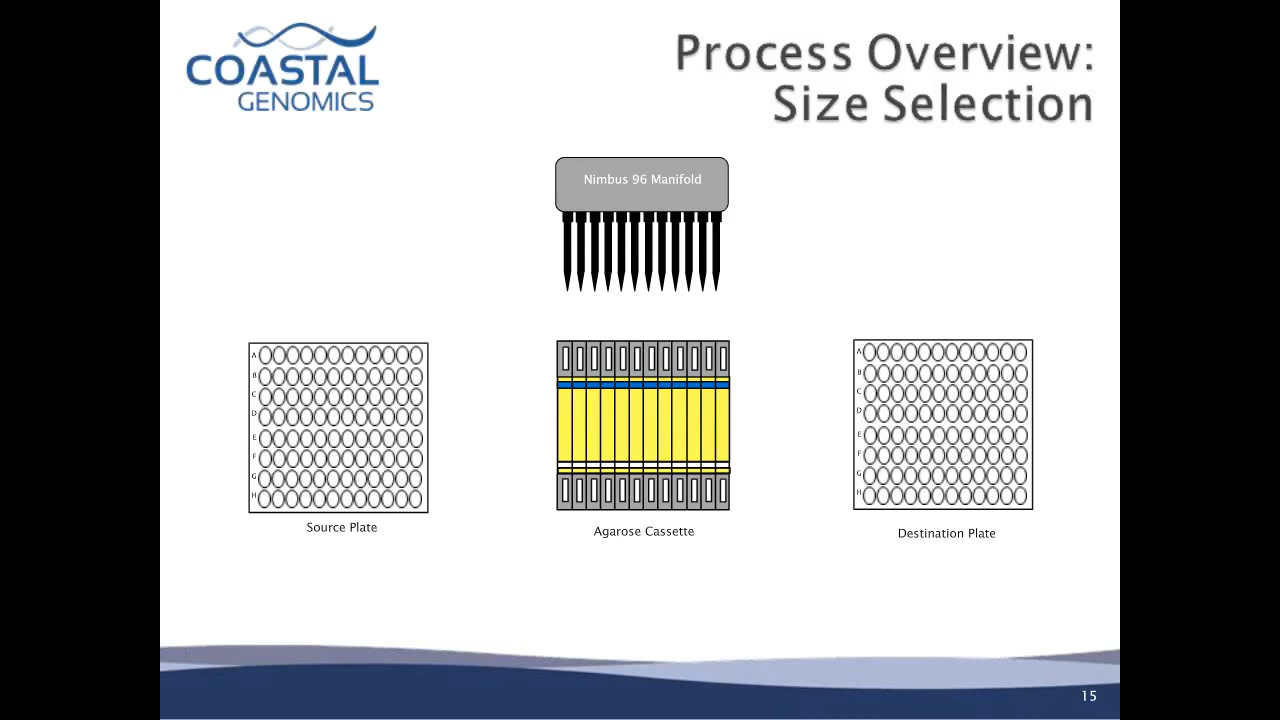 COASTAL
GENOMICS
Process Overview:
Size Selection
Nimbus 96 Manifold
A
B
C
D
E
F
G
H
Source Plate
Agarose Cassette
A
B
C
D
E
F
G
H
Destination Plate
15